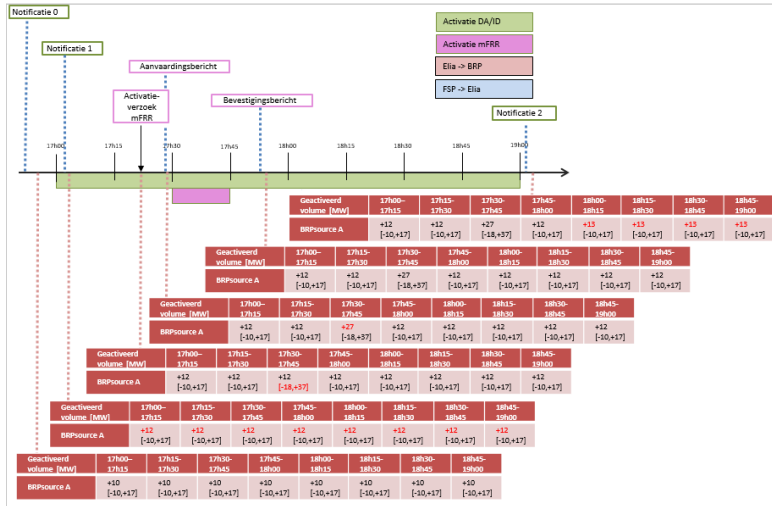 Notificatie 0
Activatie DA/ID
Notificatie 1
Activatie mFRR
Aanvaardingsbericht
Elia -> BRP
Activatie-
verzoek
mFRR
Bevestigingsbericht
FSP -> Elia
Notificatie 2
17h00 17h15 17h30 17h45 18h00 18h15 18h30 18h45 19h00
Geactiveerd 17h00– 17h15- 17h30- 17h45- 18h00- 18h15- 18h30- 18h45-
volume [MW] 17h15 17h30 17h45 18h00 18h15 18h30 18h45 19h00
BRPsource A +12 +12 +27 +12 +13 +13 +13 +13
[-10,+17] [-10,+17] [-18,+37] [-10,+17] [-10,+17] [-10,+17] [-10,+17] [-10,+17]
Geactiveerd 17h00– 17h15- 17h30- 17h45- 18h00- 18h15- 18h30- 18h45-
volume [MW] 17h15 17h30 17h45 18h00 18h15 18h30 18h45 19h00
BRPsource A +12 +12 +27 +12 +12 +12 +12 +12
[-10,+17] [-10,+17] [-18,+37] [-10,+17] [-10,+17] [-10,+17] [-10,+17] [-10,+17]
Geactiveerd 17h00– 17h15- 17h30- 17h45- 18h00- 18h15- 18h30- 18h45-
volume [MW] 17h15 17h30 17h45 18h00 18h15 18h30 18h45 19h00
BRPsource A +12 +12 +27 +12 +12 +12 +12 +12
[-10,+17] [-10,+17] [-18,+37] [-10,+17] [-10,+17] [-10,+17] [-10,+17] [-10,+17]
Geactiveerd 17h00– 17h15- 17h30- 17h45- 18h00- 18h15- 18h30- 18h45-
volume [MW] 17h15 17h30 17h45 18h00 18h15 18h30 18h45 19h00
BRPsource A +12 +12 +12 +12 +12 +12 +12 +12
[-10,+17] [-10,+17] [-18,+37] [-10,+17] [-10,+17] [-10,+17] [-10,+17] [-10,+17]
Geactiveerd 17h00– 17h15- 17h30- 17h45- 18h00- 18h15- 18h30- 18h45-
volume [MW] 17h15 17h30 17h45 18h00 18h15 18h30 18h45 19h00
BRPsource A +12 +12 +12 +12 +12 +12 +12 +12
[-10,+17] [-10,+17] [-10,+17] [-10,+17] [-10,+17] [-10,+17] [-10,+17] [-10,+17]
Geactiveerd 17h00– 17h15- 17h30- 17h45- 18h00- 18h15- 18h30- 18h45-
volume [MW] 17h15 17h30 17h45 18h00 18h15 18h30 18h45 19h00
BRPsource A +10 +10 +10 +10 +10 +10 +10 +10
[-10,+17] [-10,+17] [-10,+17] [-10,+17] [-10,+17] [-10,+17] [-10,+17] [-10,+17]